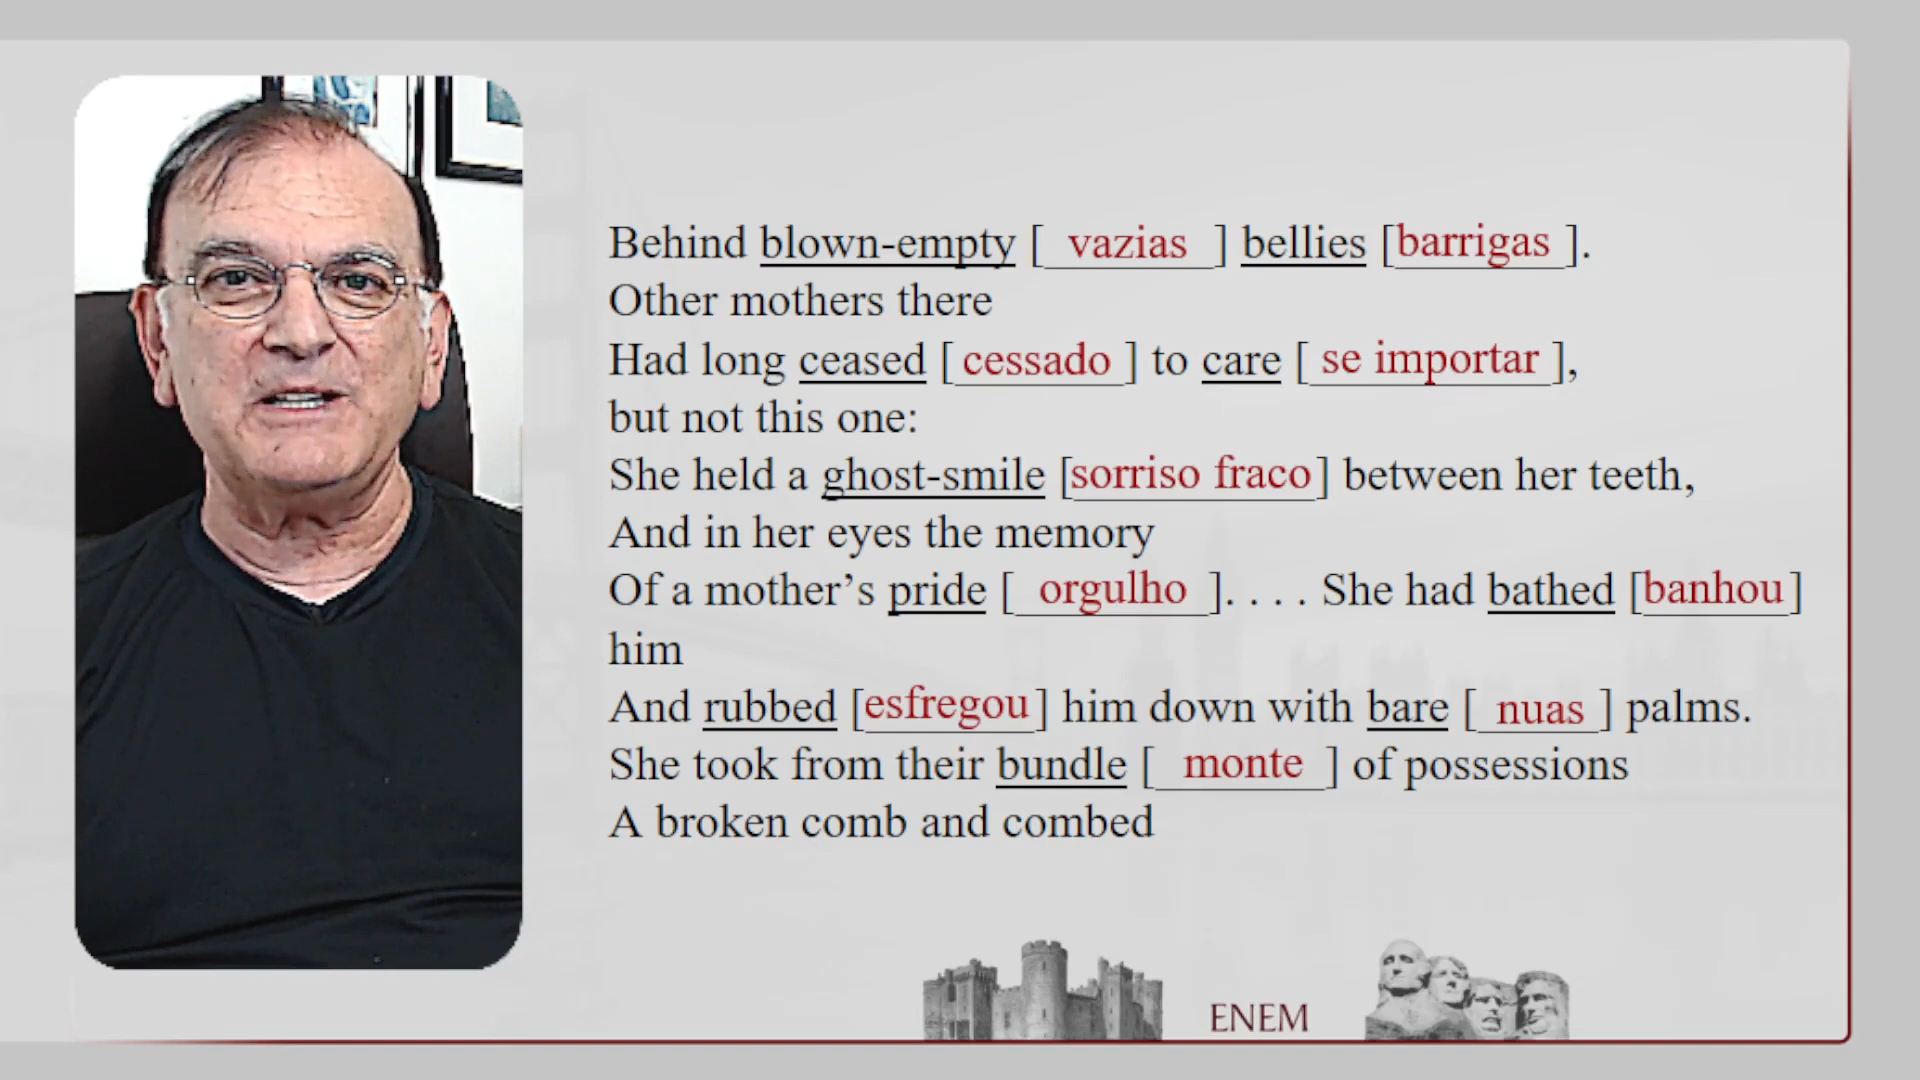 Behind blown-empty [ vazias ] bellies [barrigas ].
Other mothers there
Had long ceased [ cessado ] to care [ se importar ],
but not this one:
She held a ghost-smile [sorriso fraco] between her teeth,
And in her eyes the memory
Of a mother’s pride [ orgulho ]. . . . She had bathed [banhou]
him
And rubbed [esfregou] him down with bare [ nuas ] palms.
She took from their bundle [ monte ] of possessions
A broken comb and combed
ENEM